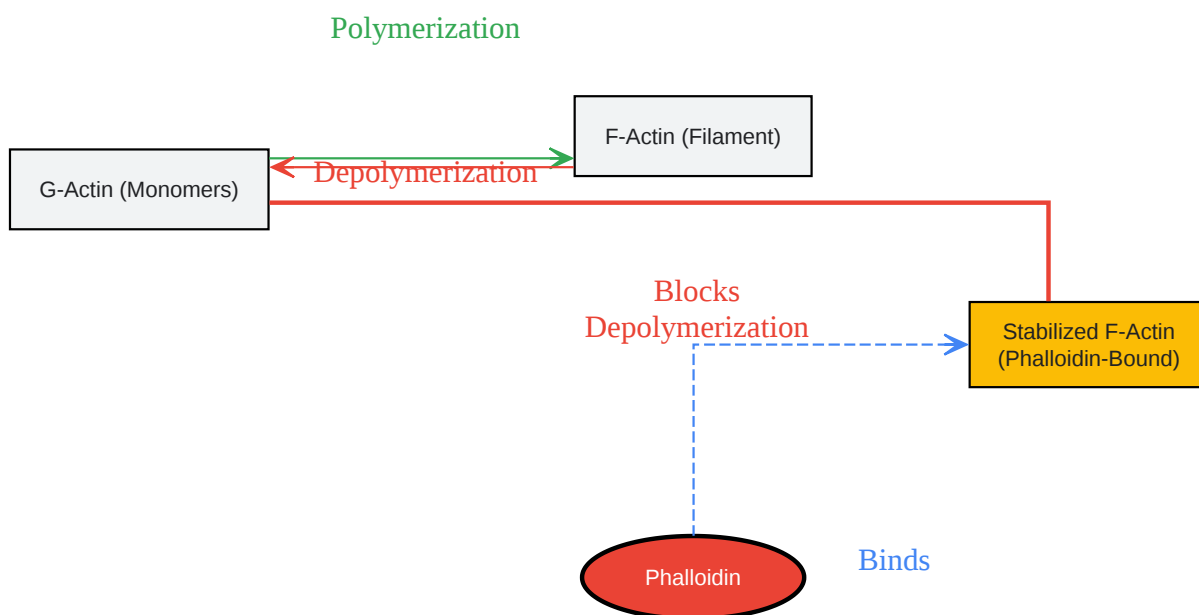 Polymerization
F-Actin (Filament)
G-Actin (Monomers)
Depolymerization
Blocks
Depolymerization
Stabilized F-Actin
(Phalloidin-Bound)
Phalloidin
Binds